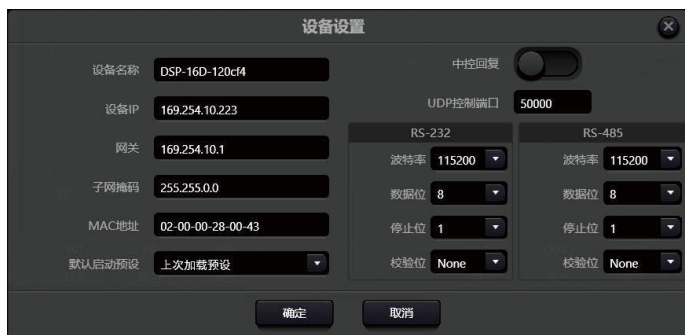 设备设置
设备名称 DSP-16D-120cf4
设备IP 169.254.10.223
网关 169.254.10.1
子网掩码 255.255.0.0
MAC地址 02-00-00-28-00-43
默认启动预设 上次加载预设
中控回复
UDP控制端口 50000
RS-232 RS-485
波特率 115200 波特率 115200
数据位 8 数据位 8
停止位 1 停止位 1
校验位 None 校验位 None
确定 取消